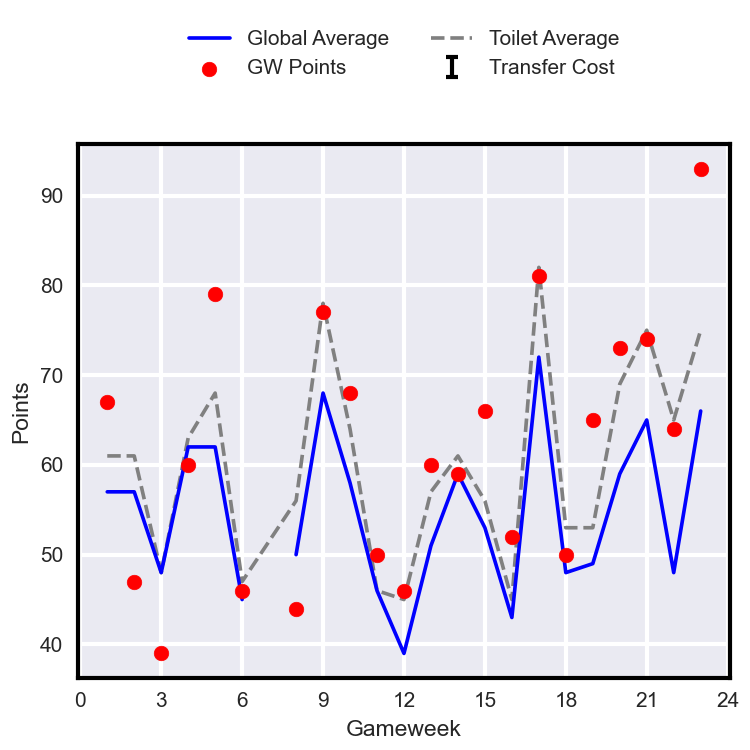 Global Average
GW Points
Toilet Average
Transfer Cost
Points
90
80
70
60
50
40
0 3 6 9 12 15 18 21 24
Gameweek